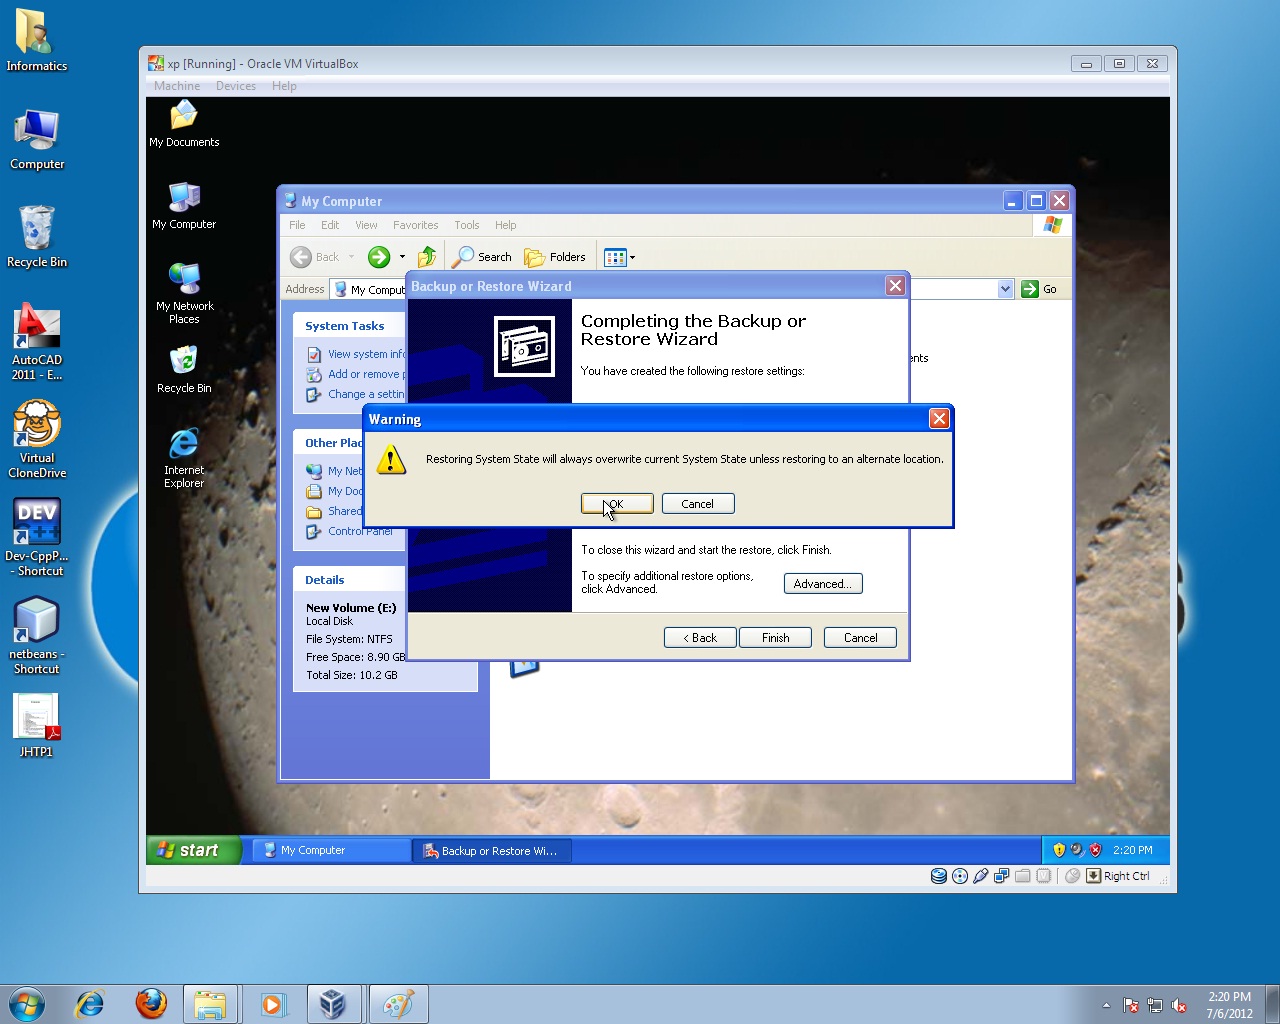 Informatics
Computer
Recycle Bin
AutoCAD
2011 - E...
Virtual
CloneDrive
DEV
C++
Dev-CppP...
- Shortcut
netbeans -
Shortcut
JHTP1
xp [Running] - Oracle VM VirtualBox
Machine Devices Help
My Documents
My Computer
My Network
Places
Recycle Bin
Internet
Explorer
My Computer
File Edit View Favorites Tools Help
Back Search Folders
Address My Comput Go
System Tasks
View system info
Add or remove p
Change a settin
Other Plac
My Net
My Doc
Shared
Control Panel
Details
New Volume (E:)
Local Disk
File System: NTFS
Free Space: 8.90 GB
Total Size: 10.2 GB
ents
Backup or Restore Wizard
Completing the Backup or
Restore Wizard
You have created the following restore settings:
Warning
Restoring System State will always overwrite current System State unless restoring to an alternate location.
OK Cancel
To close this wizard and start the restore, click Finish.
To specify additional restore options,
click Advanced.
Advanced...
< Back Finish Cancel
start My Computer Backup or Restore Wi... 2:20 PM
Right Ctrl
2:20 PM
7/6/2012